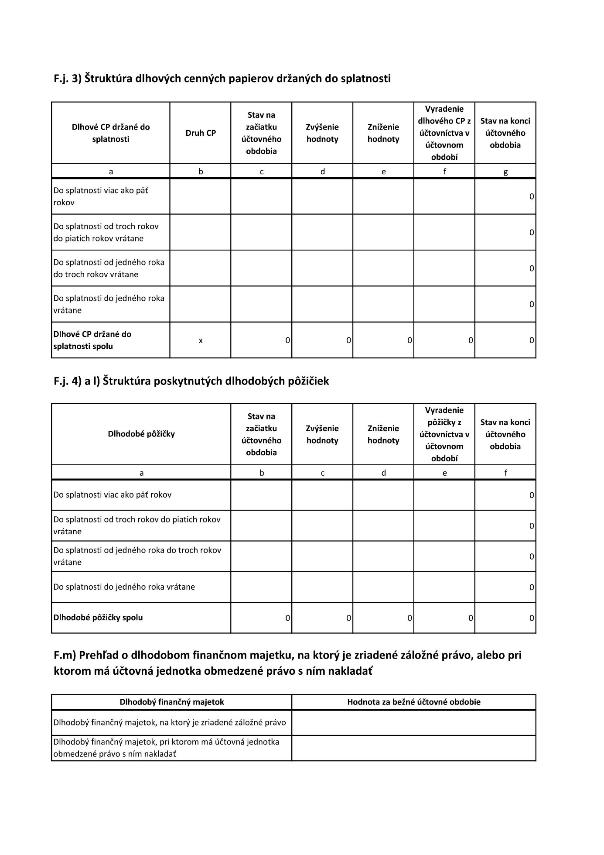 F.j. 3) Štruktúra dlhových cenných papierov držaných do splatnosti
Dlhové CP držané do
splatnosti
Druh CP
Stav na
začiatku
účtovného
obdobia
Zvýšenie
hodnoty
Zníženie
hodnoty
Vyradenie
dlhového CP z
účtovníctva v
účtovnom
období
Stav na konci
účtovného
obdobia
a b c d e f g
Do splatnosti viac ako päť
rokov
0
Do splatnosti od troch rokov
do piatich rokov vrátane
0
Do splatnosti od jedného roka
do troch rokov vrátane
0
Do splatnosti do jedného roka
vrátane
0
Dlhové CP držané do
splatnosti spolu
x 0 0 0 0 0
F.j. 4) a l) Štruktúra poskytnutých dlhodobých pôžičiek
Dlhodobé pôžičky
Stav na
začiatku
účtovného
obdobia
Zvýšenie
hodnoty
Zníženie
hodnoty
Vyradenie
pôžičky z
účtovníctva v
účtovnom
období
Stav na konci
účtovného
obdobia
a b c d e f
Do splatnosti viac ako päť rokov 0
Do splatnosti od troch rokov do piatich rokov
vrátane
0
Do splatnosti od jedného roka do troch rokov
vrátane
0
Do splatnosti do jedného roka vrátane 0
Dlhodobé pôžičky spolu 0 0 0 0 0
F.m) Prehľad o dlhodobom finančnom majetku, na ktorý je zriadené záložné právo, alebo pri
ktorom má účtovná jednotka obmedzené právo s ním nakladať
Dlhodobý finančný majetok Hodnota za bežné účtovné obdobie
Dlhodobý finančný majetok, na ktorý je zriadené záložné právo
Dlhodobý finančný majetok, pri ktorom má účtovná jednotka
obmedzené právo s ním nakladať